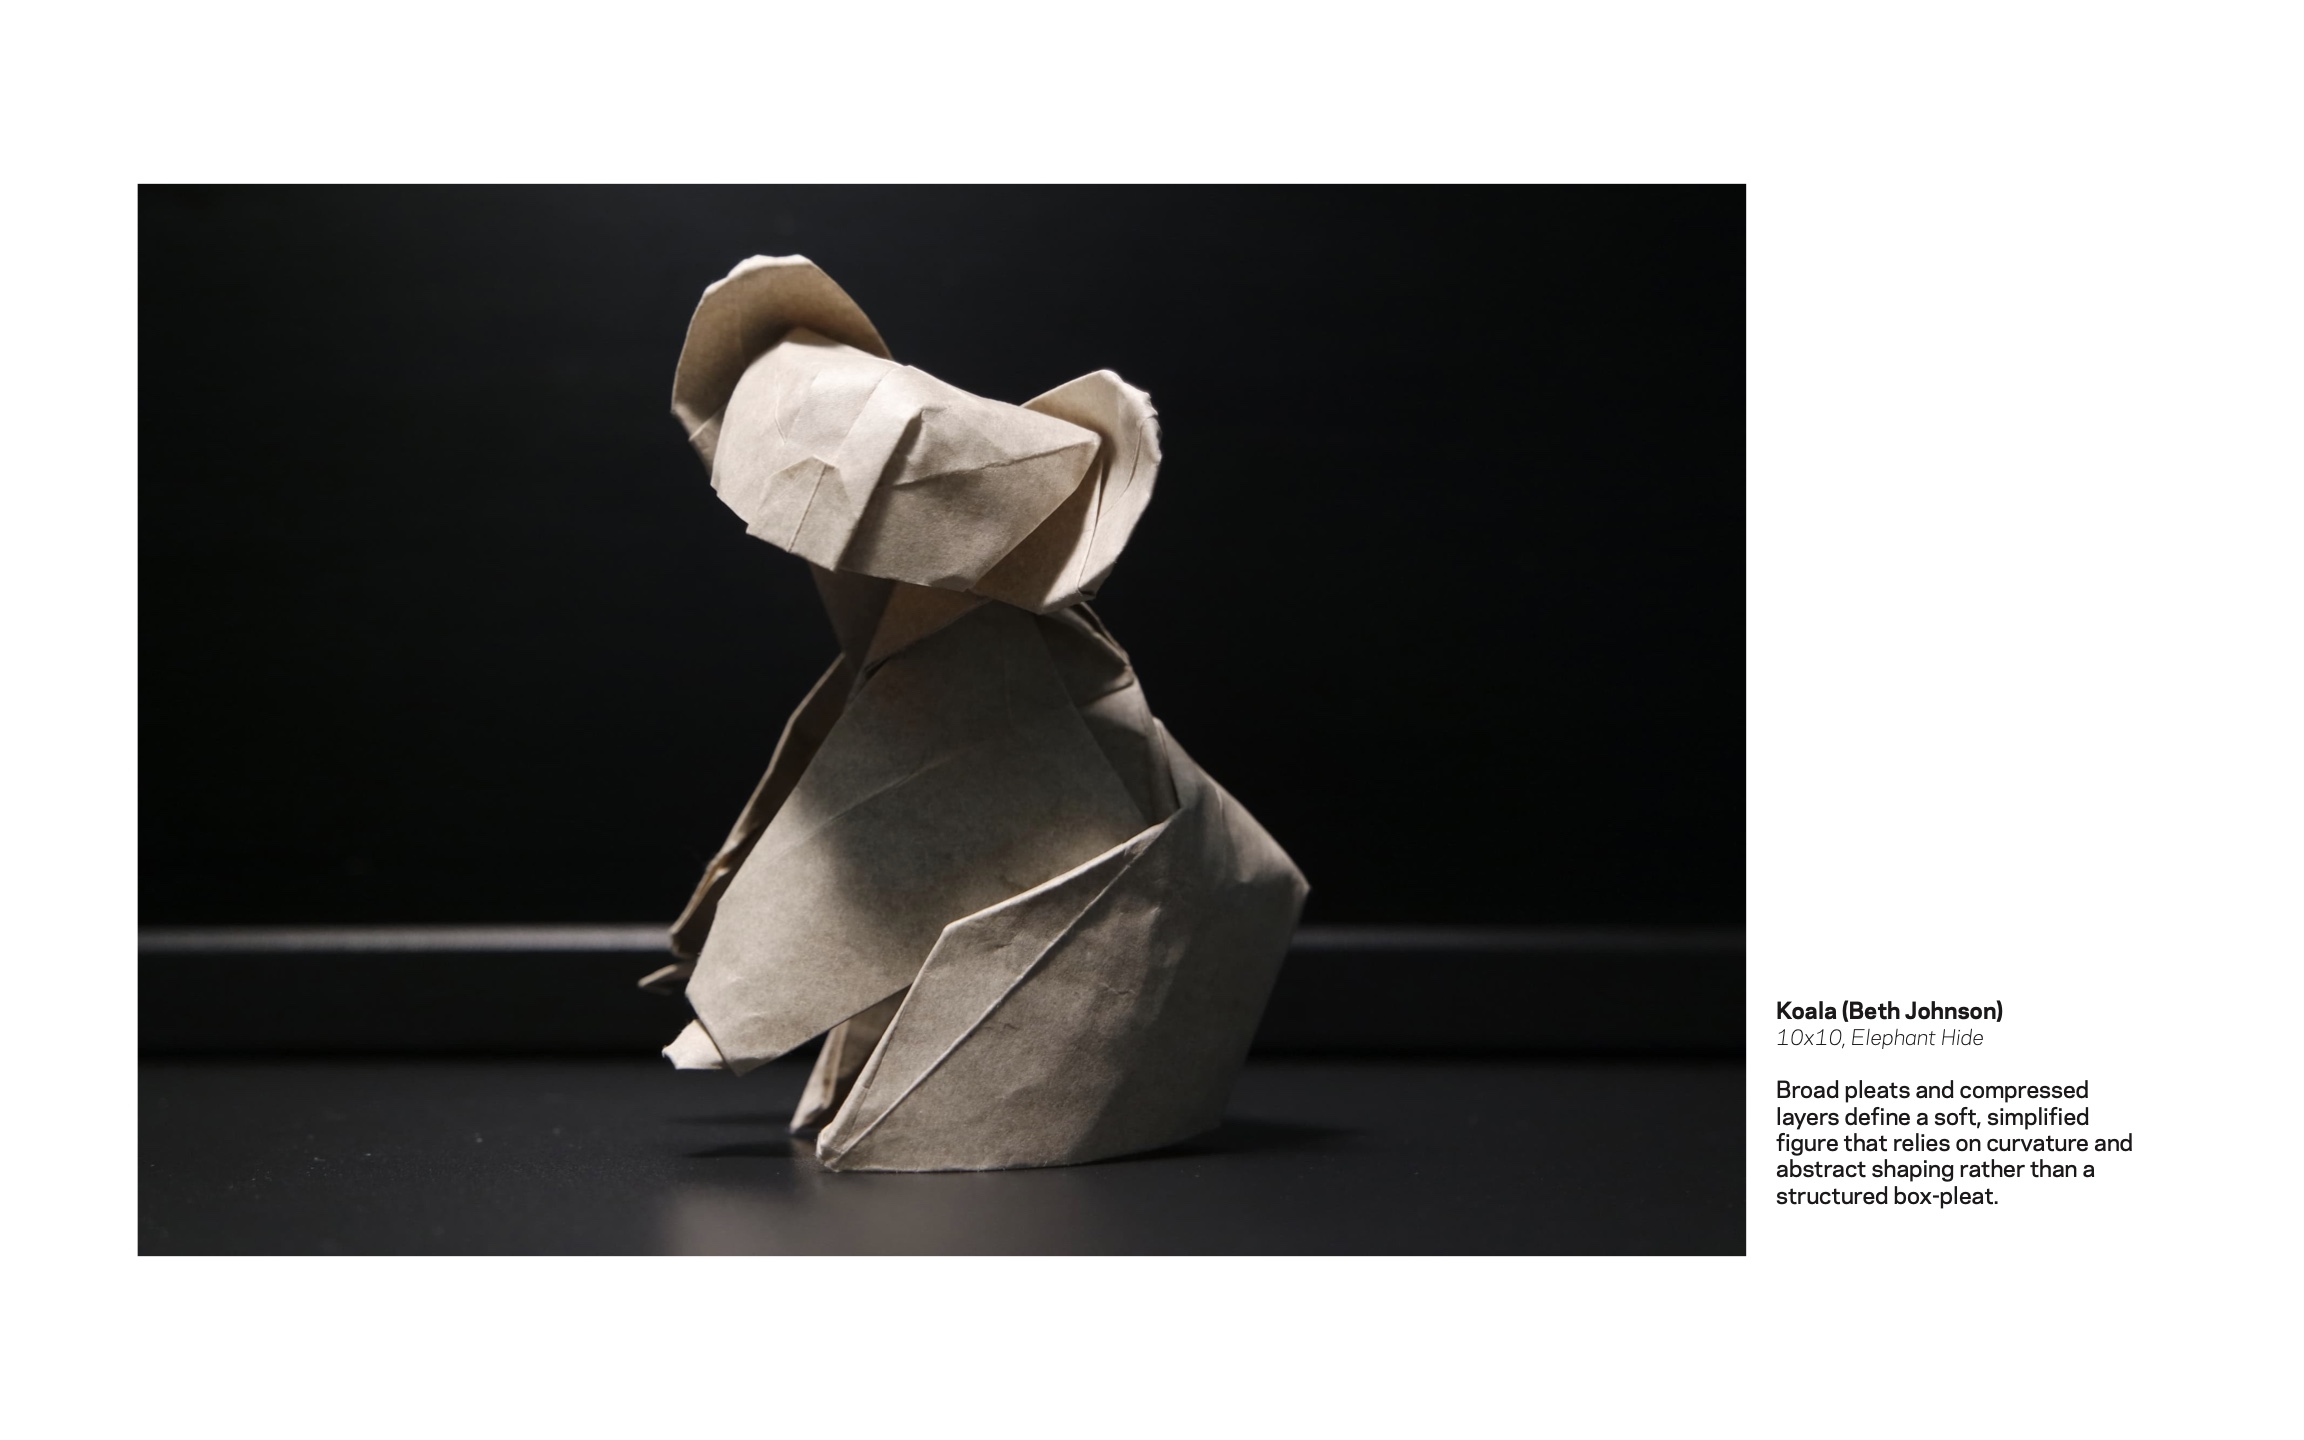 Koala (Beth Johnson)
10x10, Elephant Hide
Broad pleats and compressed
layers define a soft, simplified
figure that relies on curvature and
abstract shaping rather than a
structured box-pleat.